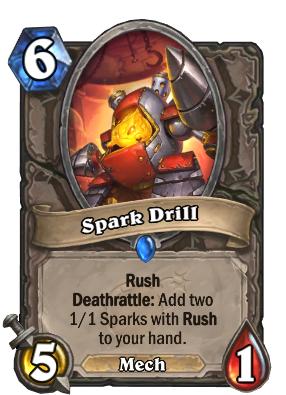 6
Spark Drill
Rush
Deathrattle: Add two
1/1 Sparks with Rush
to your hand.
5
Mech
1